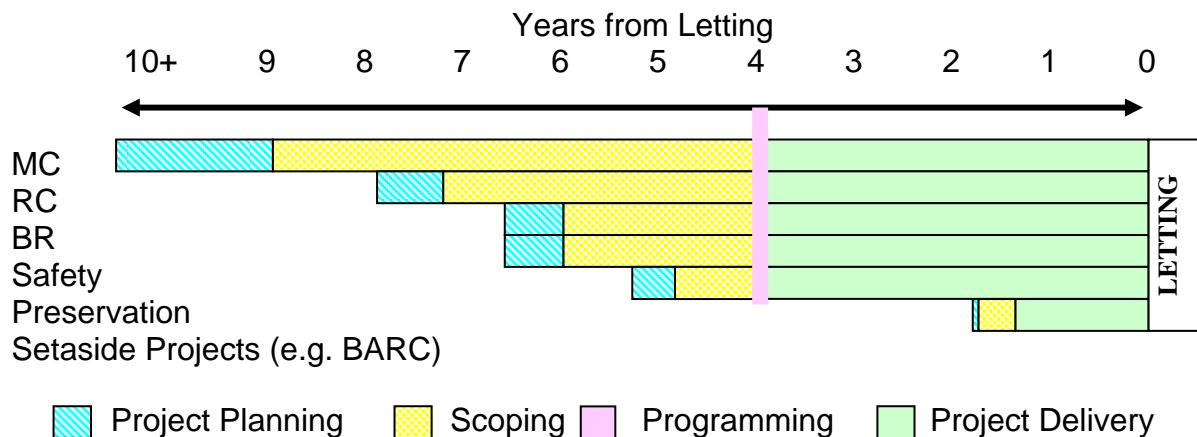 Years from Letting
10+ 9 8 7 6 5 4 3 2 1 0
MC
RC
BR
Safety
Preservation
Setaside Projects (e.g. BARC)
LETTING
Project Planning Scoping Programming Project Delivery